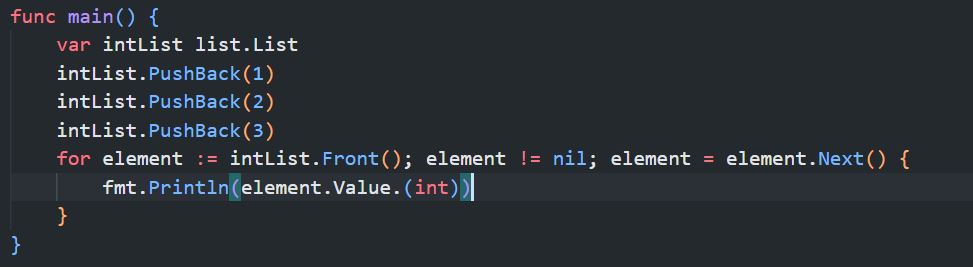 func main() {
    var intList list.List
    intList.PushBack(1)
    intList.PushBack(2)
    intList.PushBack(3)
    for element := intList.Front(); element != nil; element = element.Next() {
        fmt.Println(element.Value.(int))
    }
}